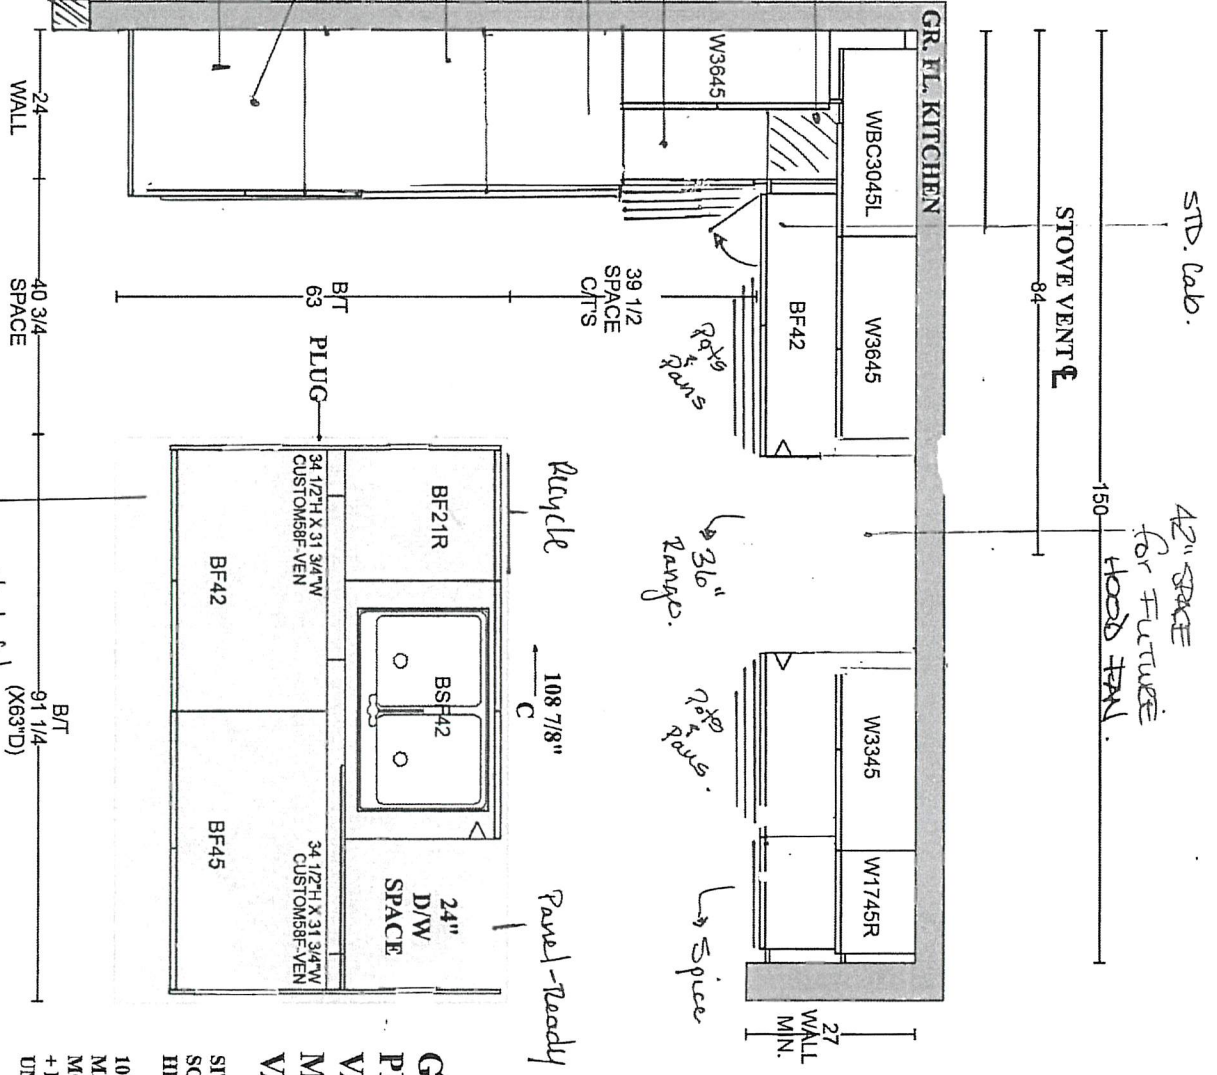 STD. Cab.
42" SPACE
for FUTURE
HOOD FAN.
150
STOVE VENT ℄
84
GR. FL. KITCHEN
WBC3045L
W3645
W3345
W1745R
W3645
BF42
27
WALL
MIN.
Pots
&
Pans
36"
Range.
Pots
&
Pans.
Spice
39 1/2
SPACE
C/T'S
B/T
63
Recycle
108 7/8"
C
Panel-Ready
BF21R
BSF42
24"
D/W
SPACE
PLUG
34 1/2"H X 31 3/4"W
CUSTOM58F-VEN
34 1/2"H X 31 3/4"W
CUSTOM58F-VEN
BF42
BF45
24
WALL
40 3/4
SPACE
B/T
91 1/4
(X63"D)